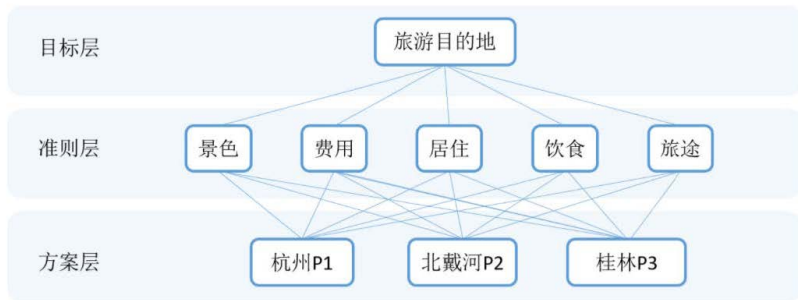 目标层
旅游目的地
准则层
景色
费用
居住
饮食
旅途
方案层
杭州P1
北戴河P2
桂林P3